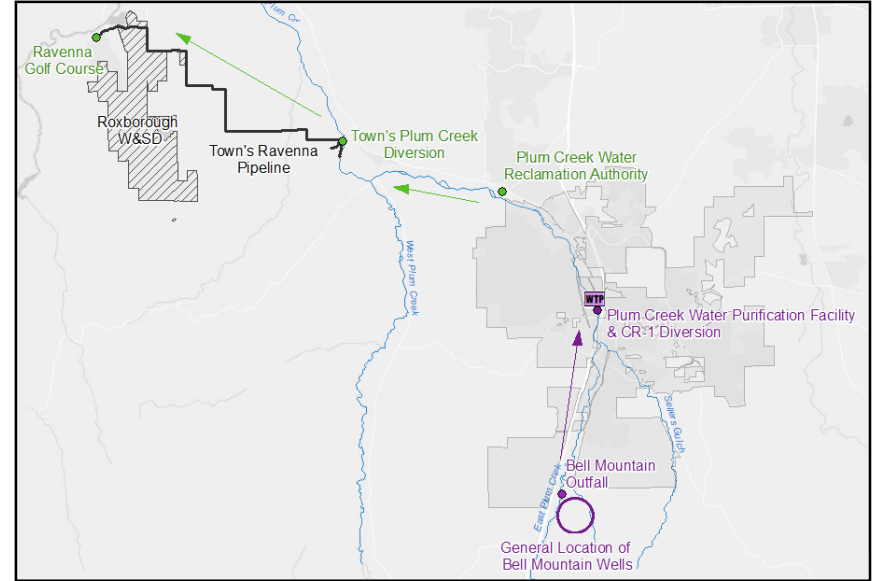 Plum Cr
Ravenna
Golf Course
Roxborough
W&SD
Town's Ravenna
Pipeline
Town's Plum Creek
Diversion
Plum Creek Water
Reclamation Authority
West Plum Creek
WTP
Plum Creek Water Purification Facility
& CR-1 Diversion
Sellers Gulch
East Plum Creek
Bell Mountain
Outfall
General Location of
Bell Mountain Wells